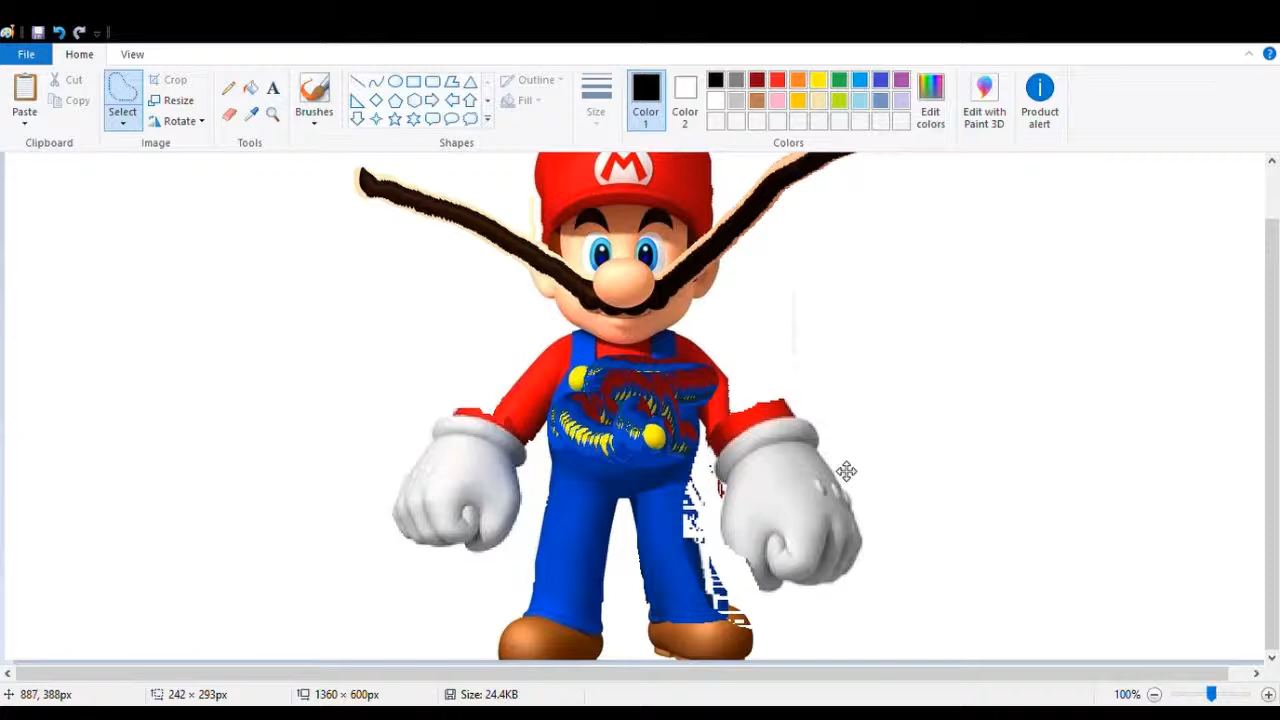 File Home View
Paste
Cut
Copy
Clipboard
Select
Crop
Resize
Rotate
Image
A
Tools
Brushes
Shapes
Outline
Fill
Size
Color 1
Color 2
Edit colors
Colors
Edit with Paint 3D
Product alert
M
887, 388px 242 × 293px 1360 × 600px Size: 24.4KB 100%